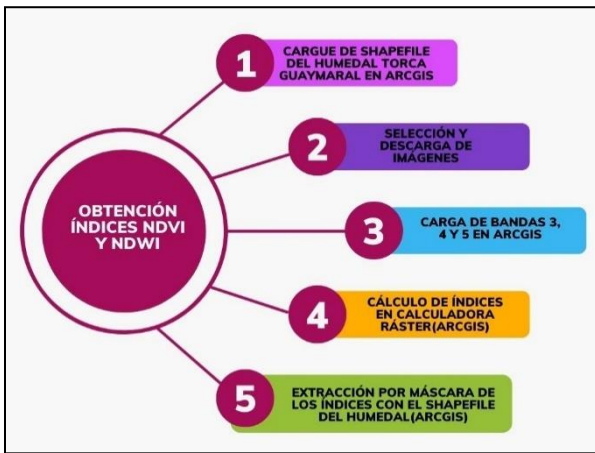 OBTENCIÓN
ÍNDICES NDVI
Y NDWI
1
CARGUE DE SHAPEFILE
DEL HUMEDAL TORCA
GUAYMARAL EN ARCGIS
2
SELECCIÓN Y
DESCARGA DE
IMÁGENES
3
CARGA DE BANDAS 3,
4 Y 5 EN ARCGIS
4
CÁLCULO DE ÍNDICES
EN CALCULADORA
RÁSTER(ARCGIS)
5
EXTRACCIÓN POR MÁSCARA DE
LOS ÍNDICES CON EL SHAPEFILE
DEL HUMEDAL(ARCGIS)